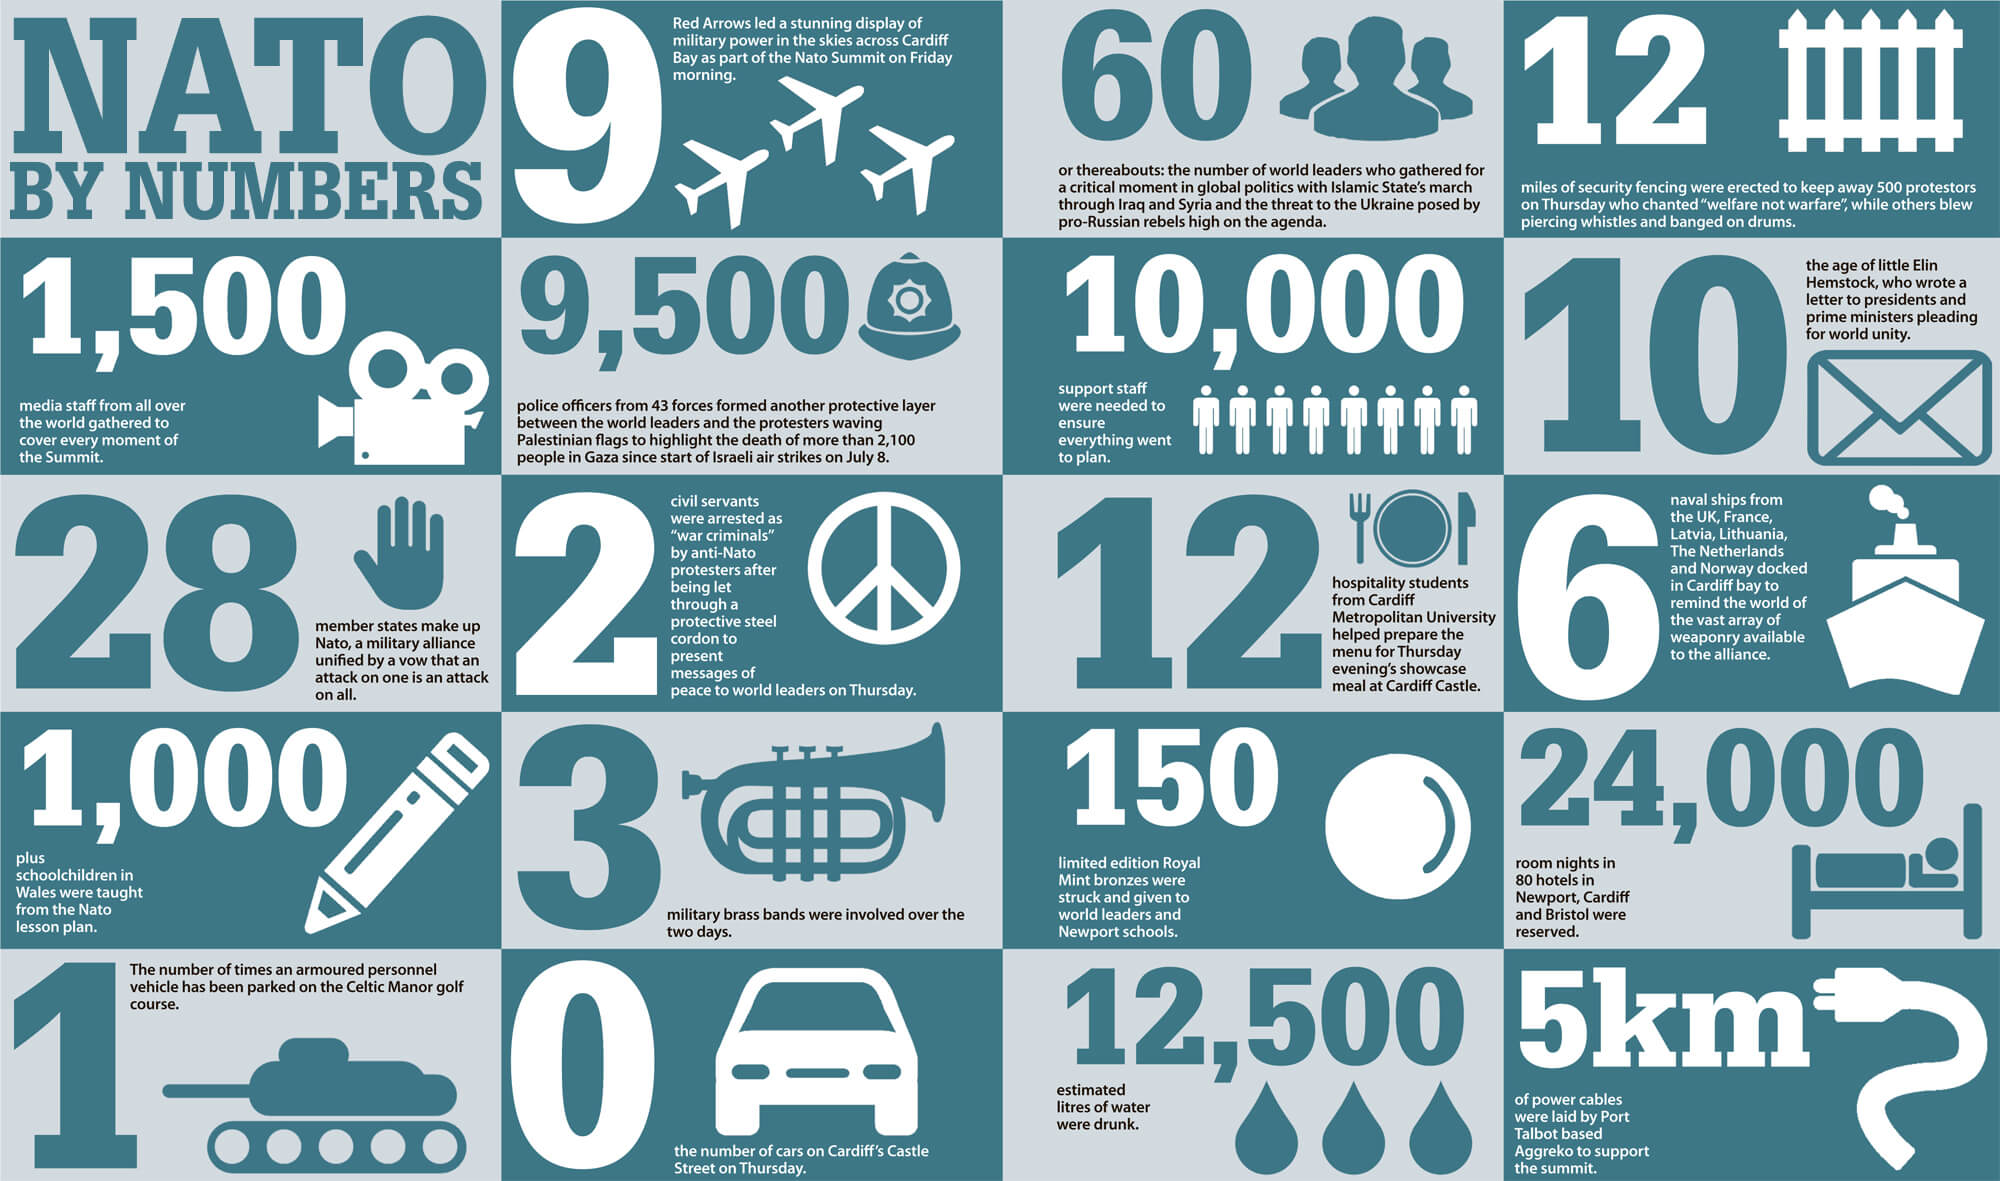 NATO
BY NUMBERS
9
Red Arrows led a stunning display of
military power in the skies across Cardiff
Bay as part of the Nato Summit on Friday
morning.
60
or thereabouts: the number of world leaders who gathered for
a critical moment in global politics with Islamic State's march
through Iraq and Syria and the threat to the Ukraine posed by
pro-Russian rebels high on the agenda.
12
miles of security fencing were erected to keep away 500 protestors
on Thursday who chanted “welfare not warfare”, while others blew
piercing whistles and banged on drums.
1,500
media staff from all over
the world gathered to
cover every moment of
the Summit.
9,500
police officers from 43 forces formed another protective layer
between the world leaders and the protesters waving
Palestinian flags to highlight the death of more than 2,100
people in Gaza since start of Israeli air strikes on July 8.
10,000
support staff
were needed to
ensure
everything went
to plan.
10
the age of little Elin
Hemstock, who wrote a
letter to presidents and
prime ministers pleading
for world unity.
28
member states make up
Nato, a military alliance
unified by a vow that an
attack on one is an attack
on all.
2
civil servants
were arrested as
“war criminals”
by anti-Nato
protesters after
being let
through a
protective steel
cordon to
present
messages of
peace to world leaders on Thursday.
12
hospitality students
from Cardiff
Metropolitan University
helped prepare the
menu for Thursday
evening's showcase
meal at Cardiff Castle.
6
naval ships from
the UK, France,
Latvia, Lithuania,
The Netherlands
and Norway docked
in Cardiff bay to
remind the world of
the vast array of
weaponry available
to the alliance.
1,000
plus
schoolchildren in
Wales were taught
from the Nato
lesson plan.
3
military brass bands were involved over the
two days.
150
limited edition Royal
Mint bronzes were
struck and given to
world leaders and
Newport schools.
24,000
room nights in
80 hotels in
Newport, Cardiff
and Bristol were
reserved.
1
The number of times an armoured personnel
vehicle has been parked on the Celtic Manor golf
course.
0
the number of cars on Cardiff's Castle
Street on Thursday.
12,500
estimated
litres of water
were drunk.
5km
of power cables
were laid by Port
Talbot based
Aggreko to support
the summit.